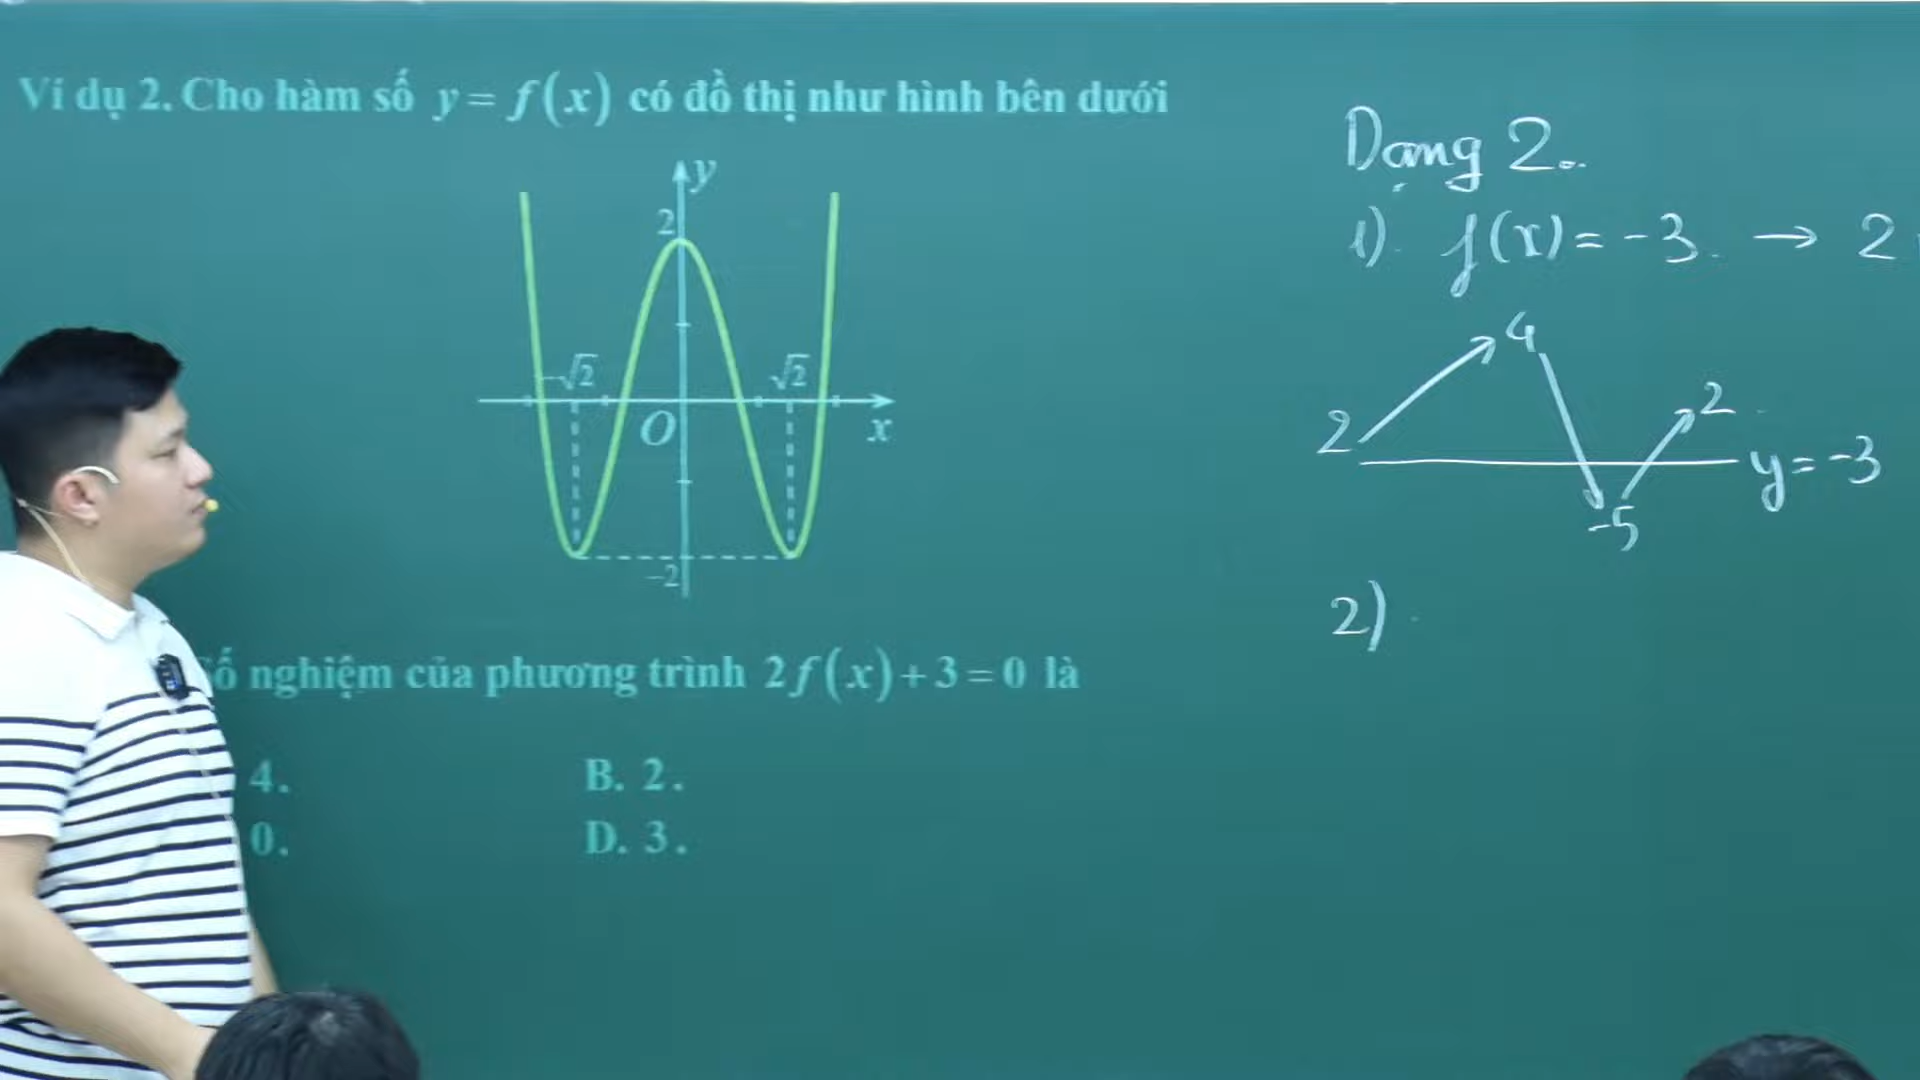 Ví dụ 2. Cho hàm số y = f(x) có đồ thị như hình bên dưới
y
2
-√2
√2
O
x
-2
Số nghiệm của phương trình 2f(x)+3=0 là
4.
B. 2.
0.
D. 3.
Dạng 2.
1). f(x) = -3. → 2
4
2
2
y = -3
-5
2)